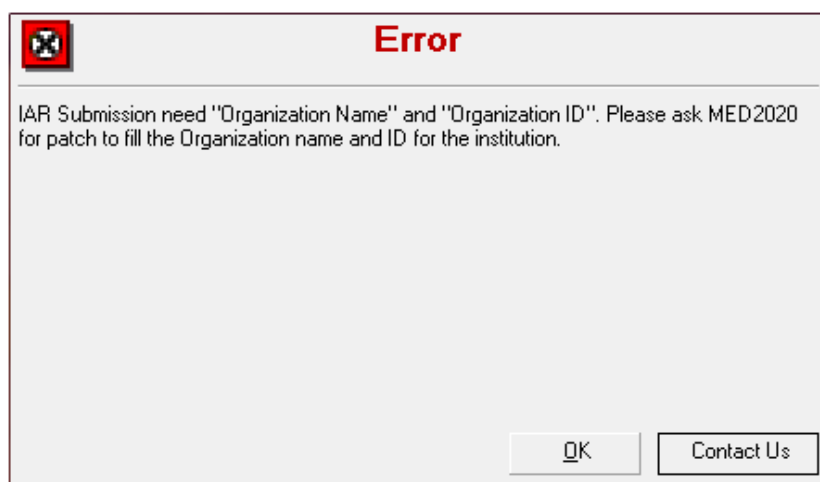 Error
IAR Submission need "Organization Name" and "Organization ID". Please ask MED2020
for patch to fill the Organization name and ID for the institution.
OK
Contact Us